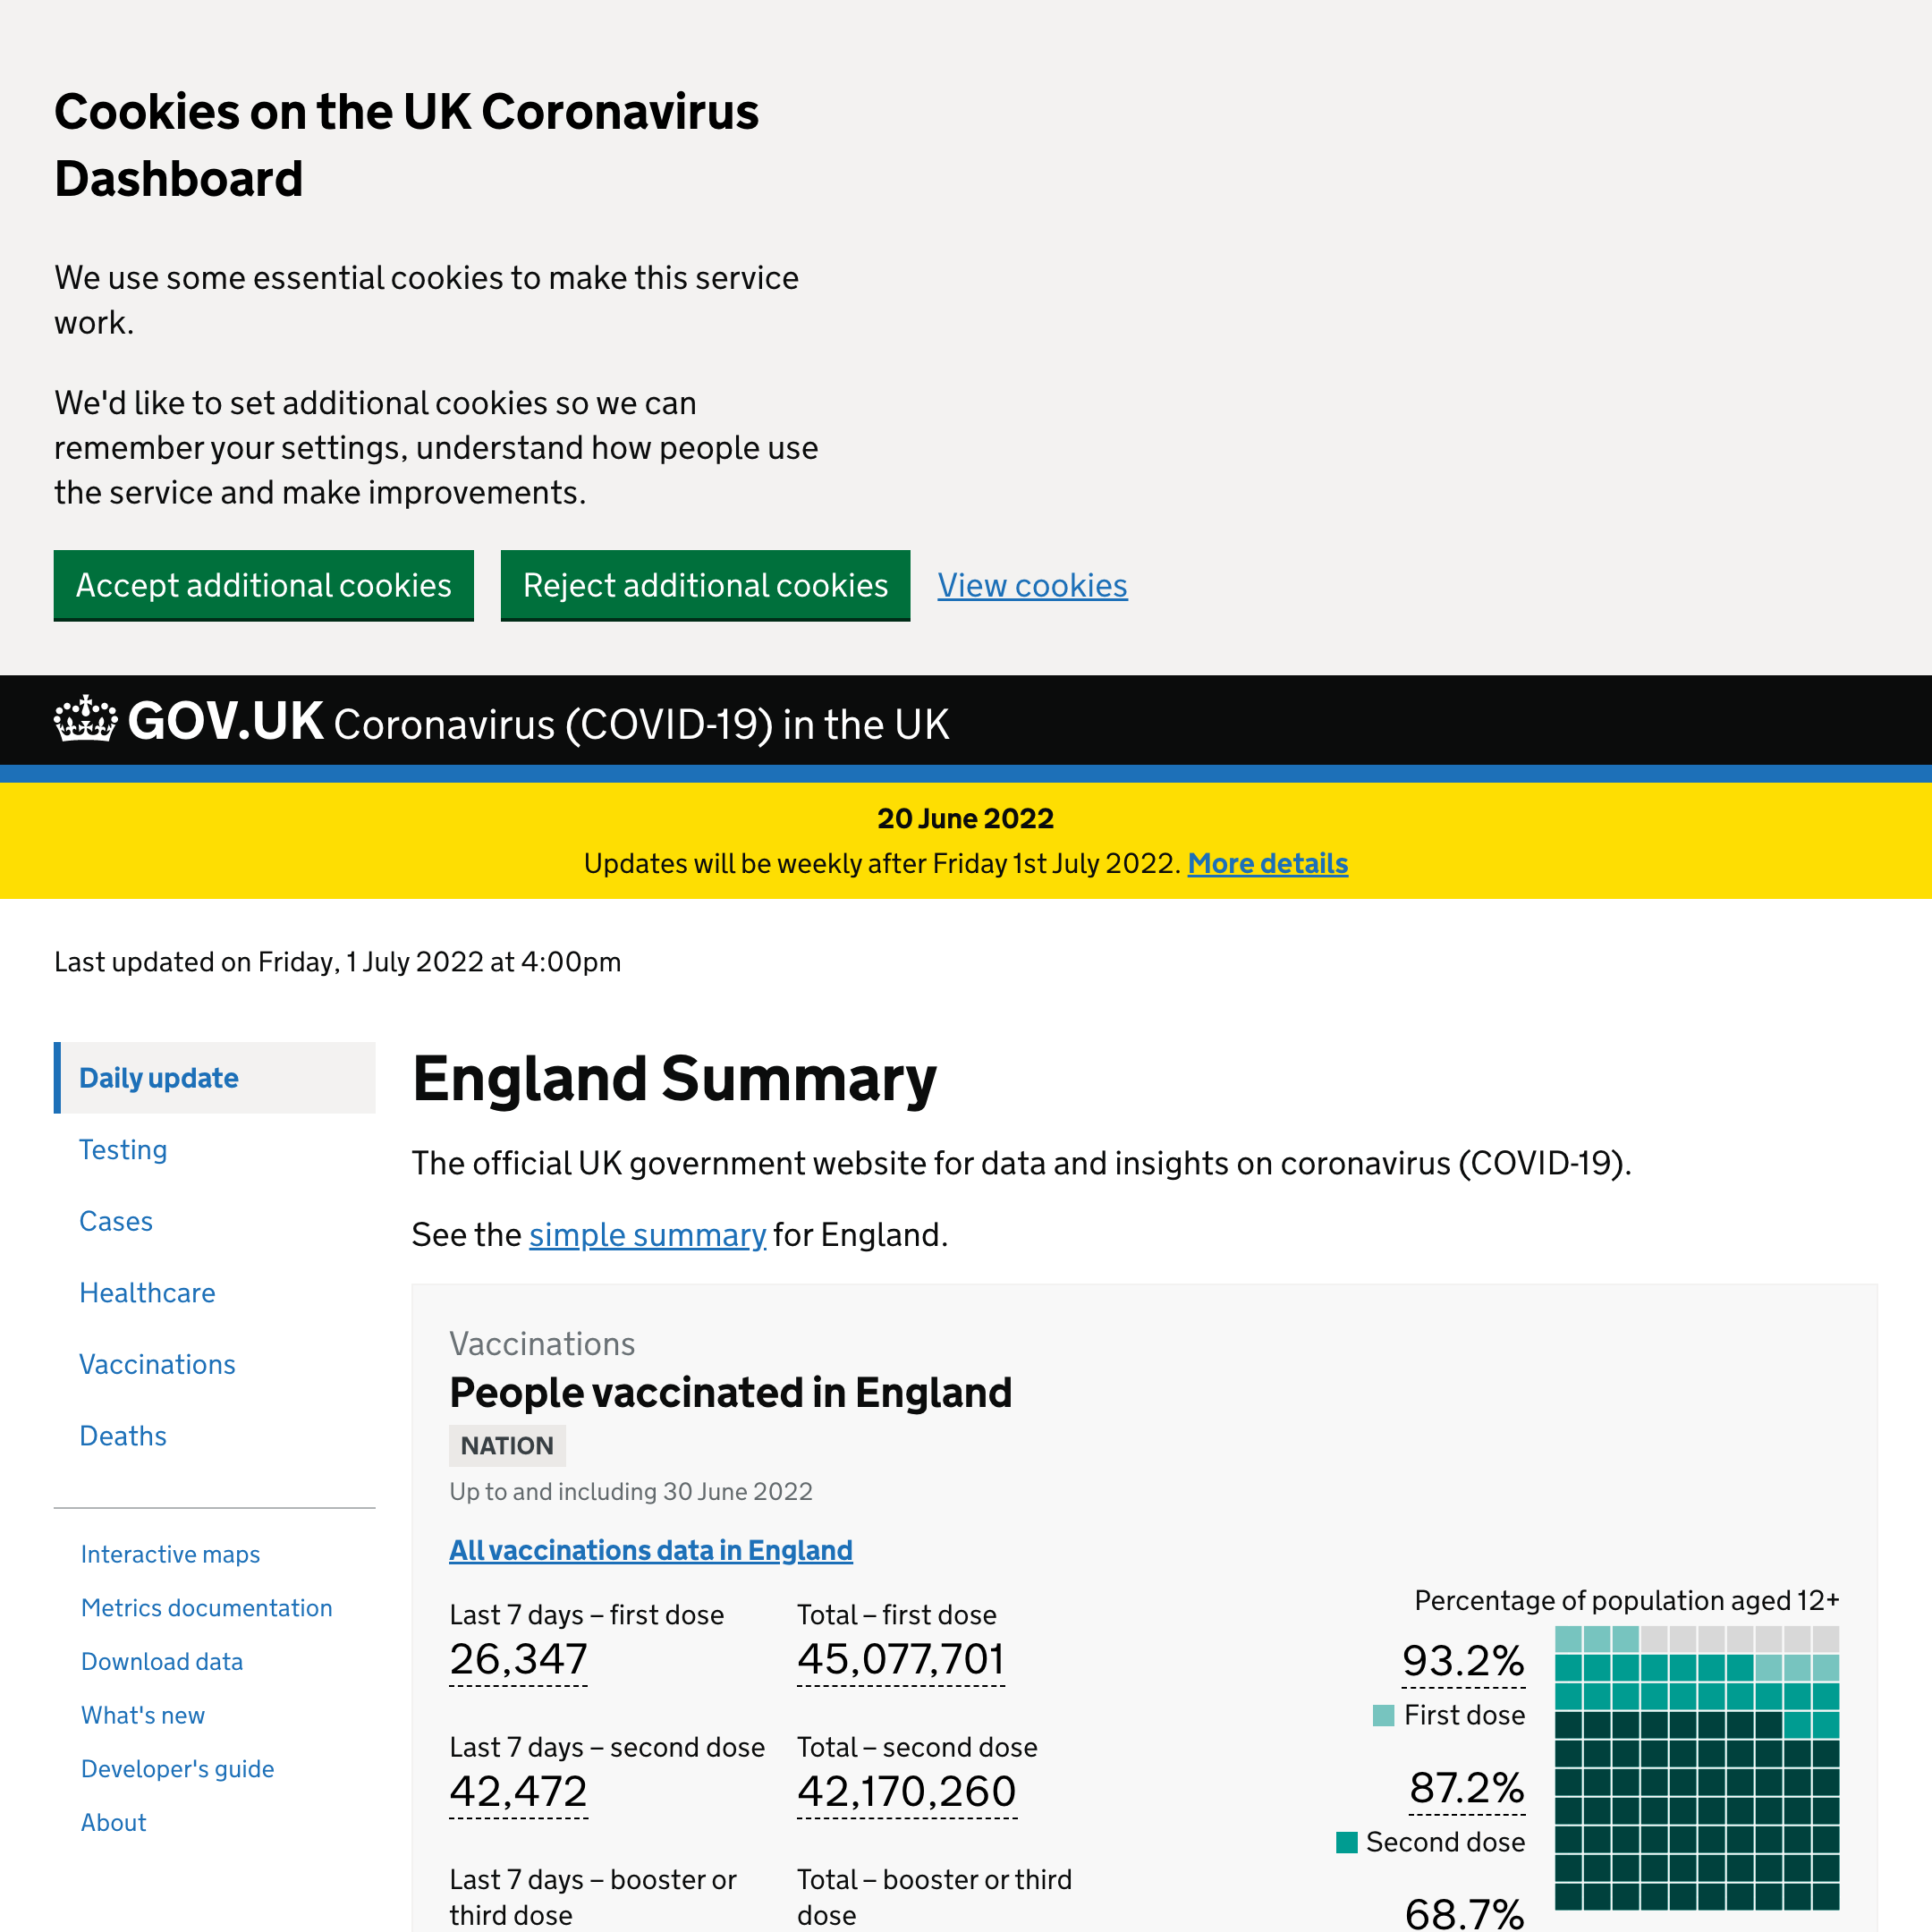 Cookies on the UK Coronavirus
Dashboard
We use some essential cookies to make this service
work.
We'd like to set additional cookies so we can
remember your settings, understand how people use
the service and make improvements.
Accept additional cookies
Reject additional cookies
View cookies
GOV.UK Coronavirus (COVID-19) in the UK
20 June 2022
Updates will be weekly after Friday 1st July 2022. More details
Last updated on Friday, 1 July 2022 at 4:00pm
Daily update
Testing
Cases
Healthcare
Vaccinations
Deaths
Interactive maps
Metrics documentation
Download data
What's new
Developer's guide
About
England Summary
The official UK government website for data and insights on coronavirus (COVID-19).
See the simple summary for England.
Vaccinations
People vaccinated in England
NATION
Up to and including 30 June 2022
All vaccinations data in England
Last 7 days – first dose
26,347
Total – first dose
45,077,701
Last 7 days – second dose
42,472
Total – second dose
42,170,260
Last 7 days – booster or
third dose
Total – booster or third
dose
Percentage of population aged 12+
93.2%
First dose
87.2%
Second dose
68.7%